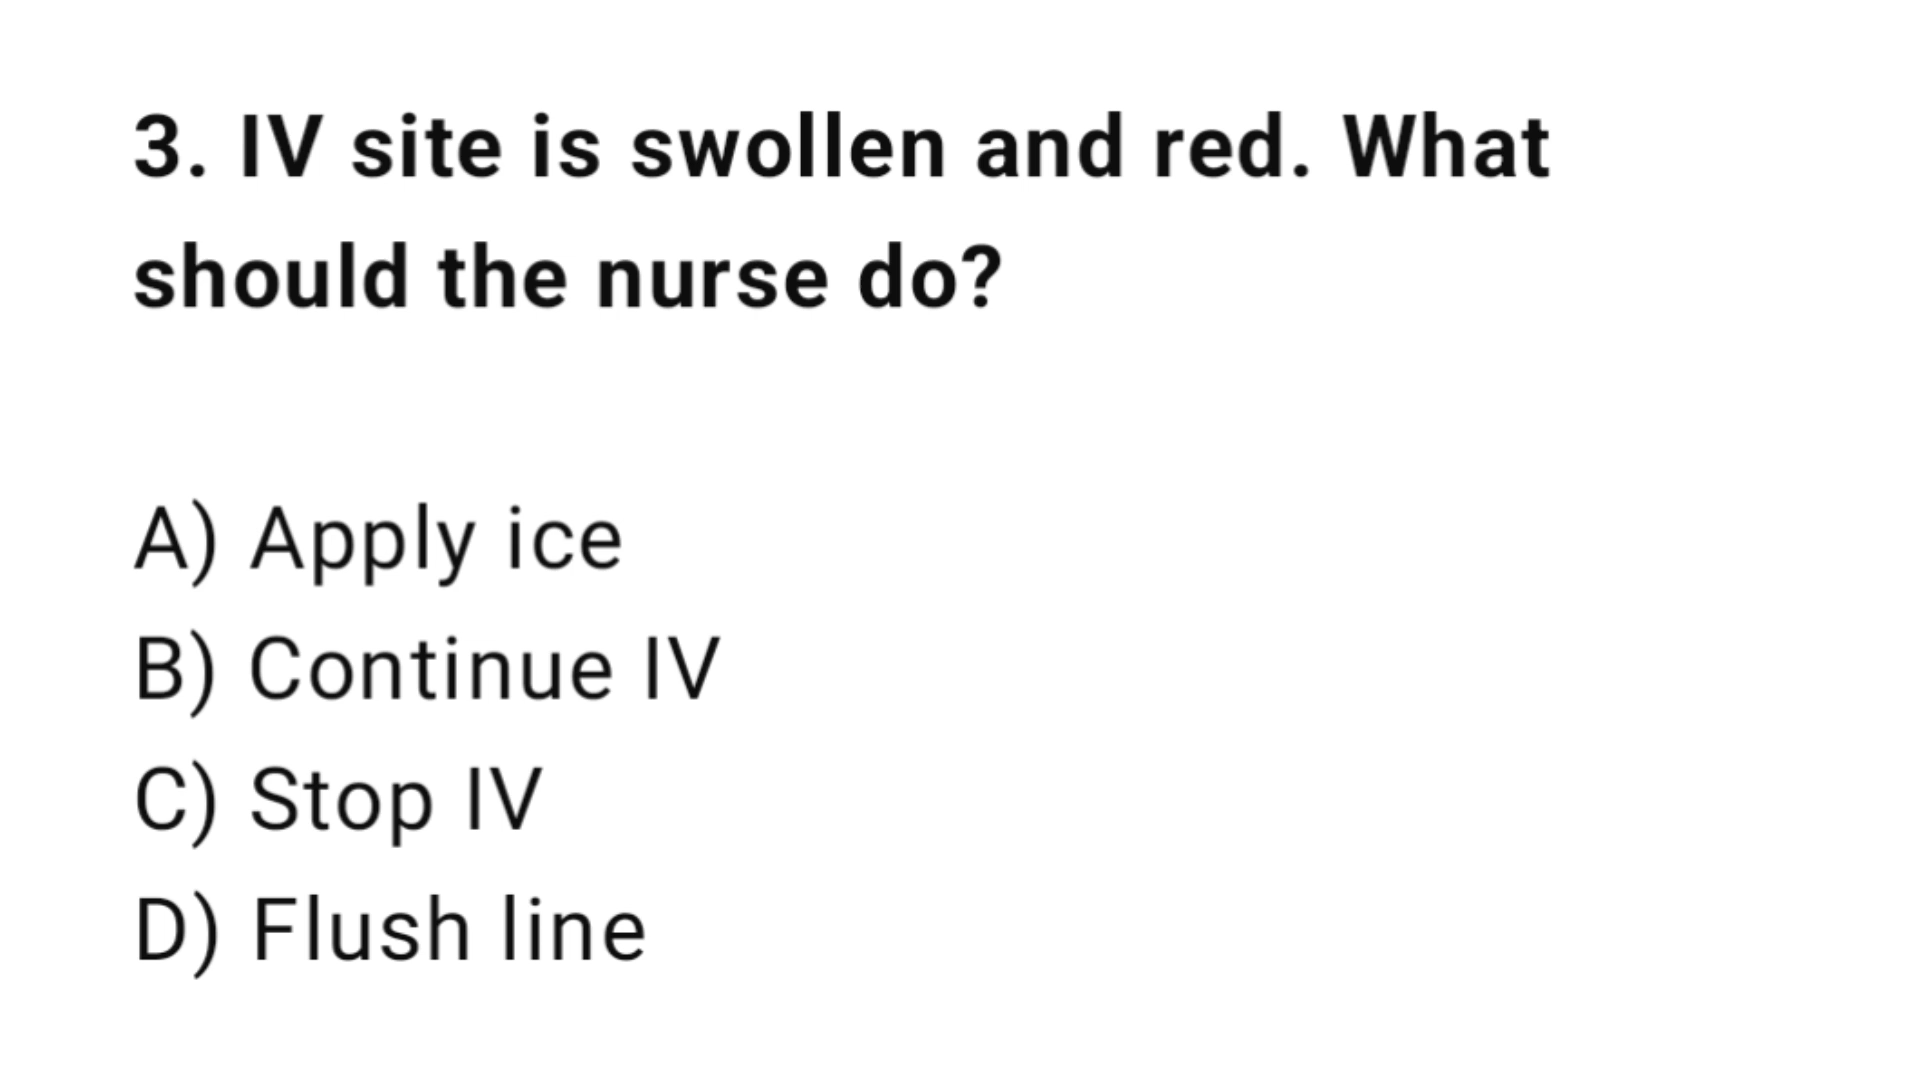 3. IV site is swollen and red. What
should the nurse do?
A) Apply ice
B) Continue IV
C) Stop IV
D) Flush line